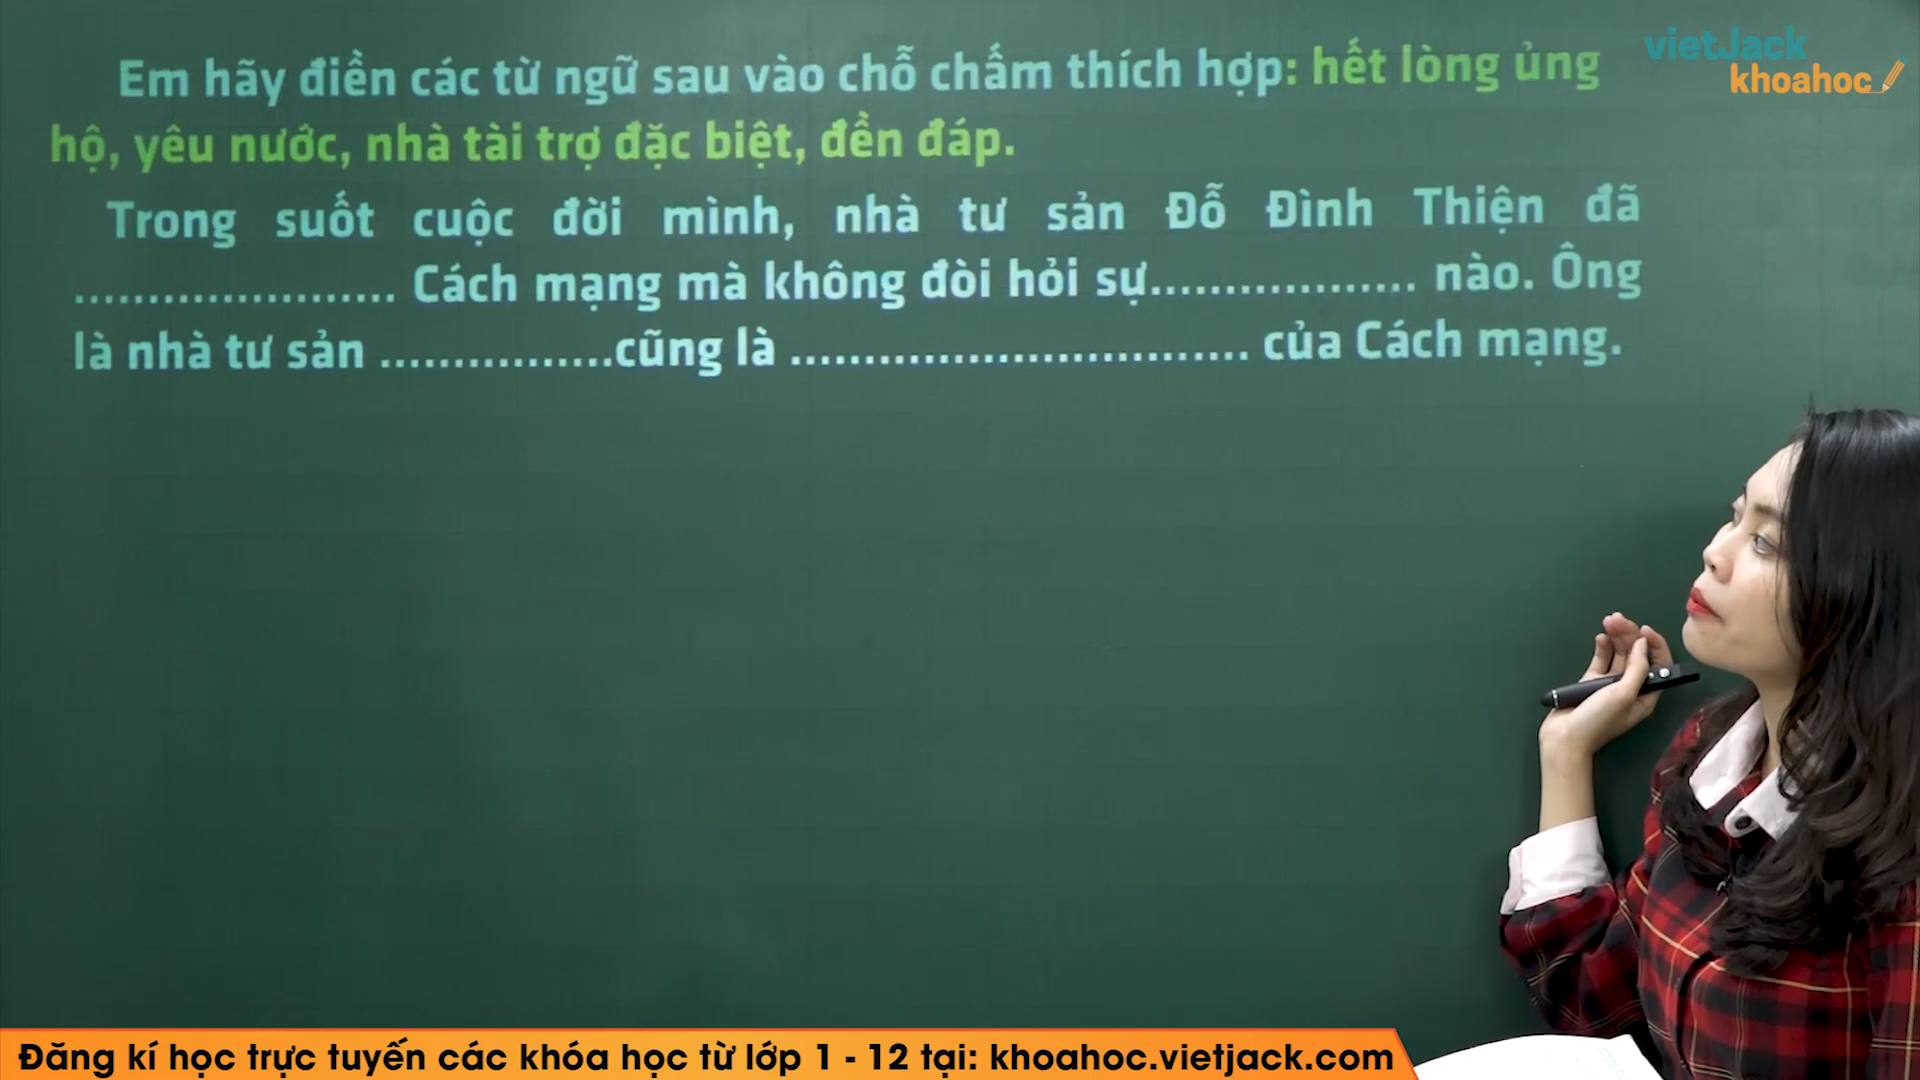 vietJack
khoahoc
Em hãy điền các từ ngữ sau vào chỗ chấm thích hợp: hết lòng ủng
hộ, yêu nước, nhà tài trợ đặc biệt, đền đáp.
Trong suốt cuộc đời mình, nhà tư sản Đỗ Đình Thiện đã
...................... Cách mạng mà không đòi hỏi sự.................. nào. Ông
là nhà tư sản ................cũng là ............................... của Cách mạng.
Đăng kí học trực tuyến các khóa học từ lớp 1 - 12 tại: khoahoc.vietjack.com